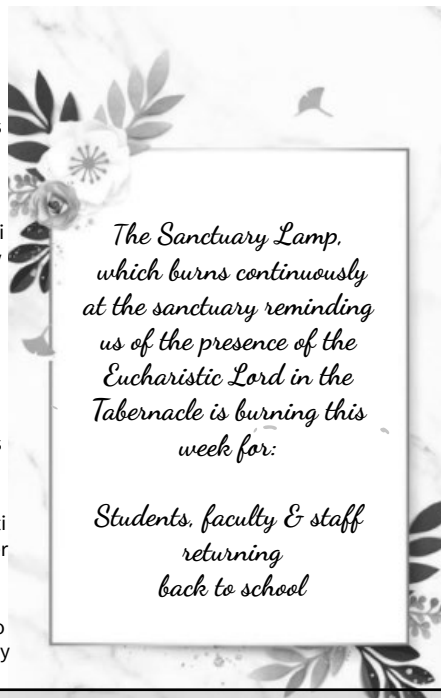 The Sanctuary Lamp,
which burns continuously
at the sanctuary reminding
us of the presence of the
Eucharistic Lord in the
Tabernacle is burning this
week for:
Students, faculty & staff
returning
back to school